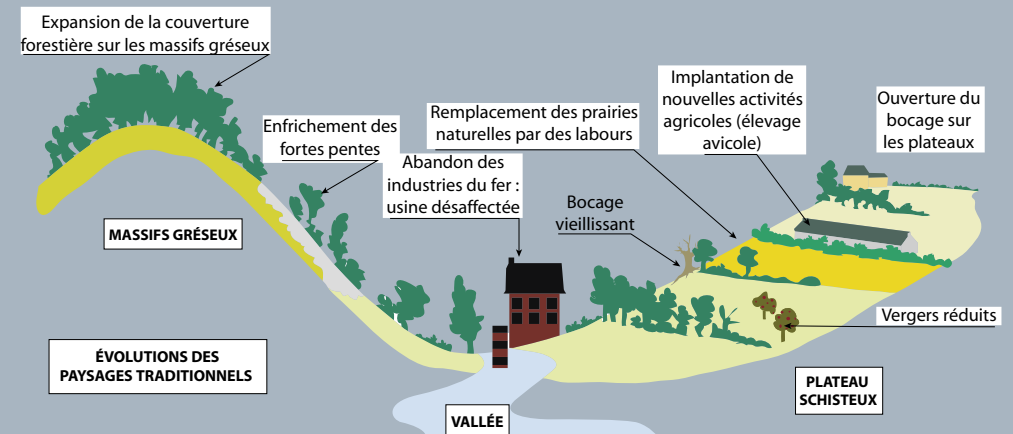 Expansion de la couverture
forestière sur les massifs gréseux
Enfrichement des
fortes pentes
Abandon des
industries du fer :
usine désaffectée
Remplacement des prairies
naturelles par des labours
Bocage
vieillissant
Implantation de
nouvelles activités
agricoles (élevage
avicole)
Ouverture du
bocage sur
les plateaux
Vergers réduits
MASSIFS GRÉSEUX
ÉVOLUTIONS DES
PAYSAGES TRADITIONNELS
VALLÉE
PLATEAU
SCHISTEUX